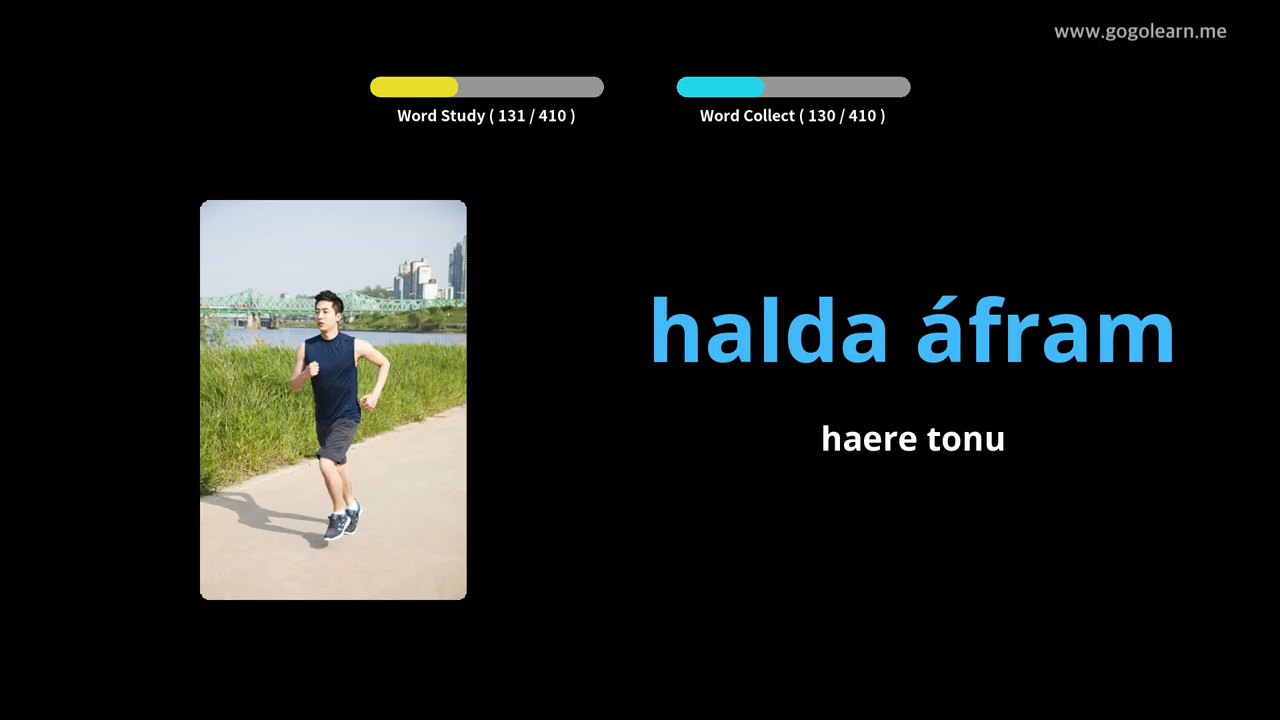 www.gogolearn.me
Word Study ( 131 / 410 )
Word Collect ( 130 / 410 )
halda áfram
haere tonu